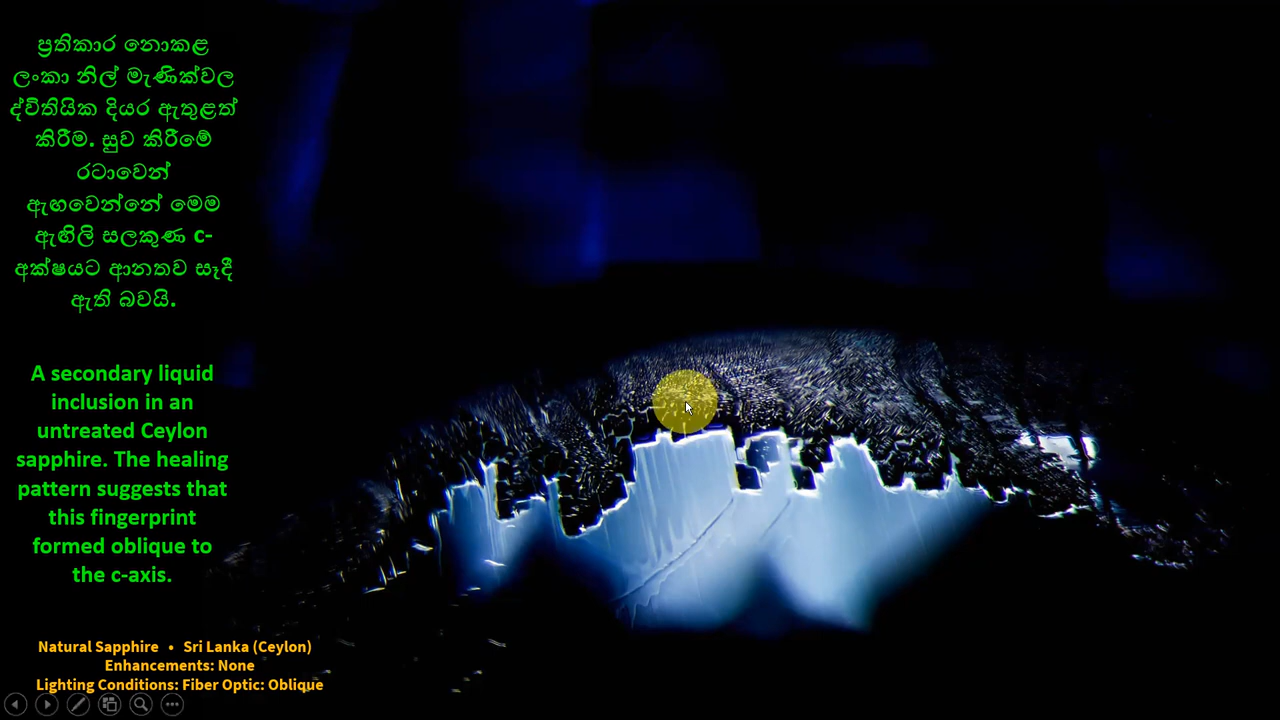 ප්‍රතිකාර නොකළ
ලංකා නිල් මැණික්වල
ද්විතියික දියර ඇතුළත්
කිරීම. සුව කිරීමේ
රටාවෙන්
ඇඟවෙන්නේ මෙම
ඇඟිලි සලකුණ c-
අක්ෂයට ආනතව සෑදී
ඇති බවයි.
A secondary liquid
inclusion in an
untreated Ceylon
sapphire. The healing
pattern suggests that
this fingerprint
formed oblique to
the c-axis.
Natural Sapphire • Sri Lanka (Ceylon)
Enhancements: None
Lighting Conditions: Fiber Optic: Oblique